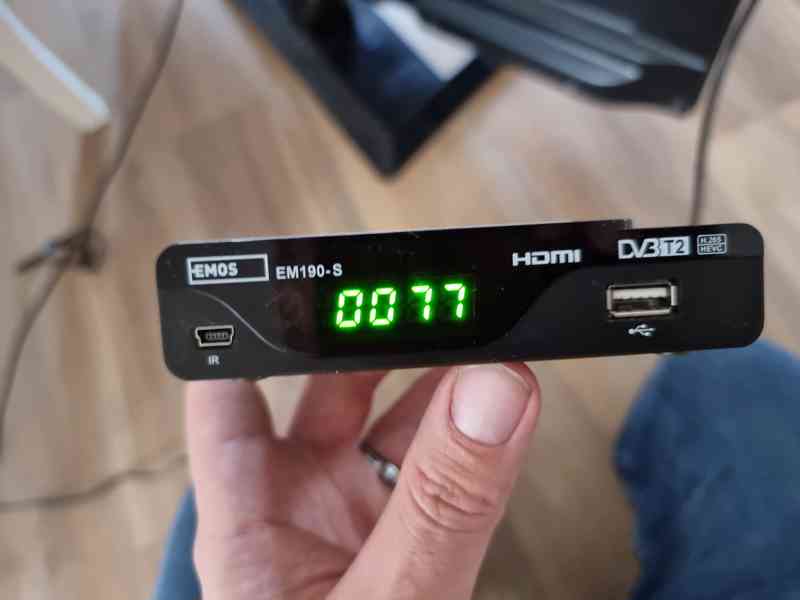 EMOS EM190-S
0077
HDMI
DVB T2
H.265
HEVC
IR